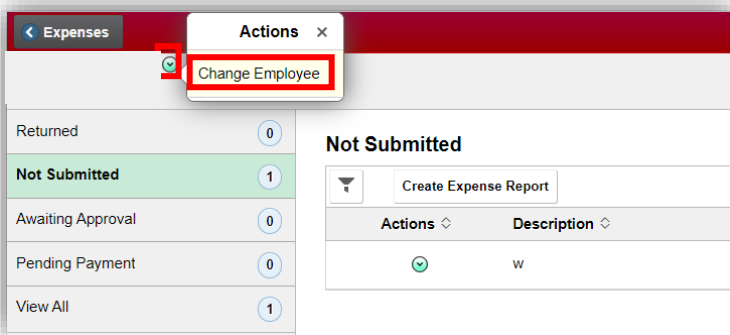 Expenses
Actions ×
Change Employee
Returned 0
Not Submitted 1
Awaiting Approval 0
Pending Payment 0
View All 1
Not Submitted
Create Expense Report
Actions Description
w